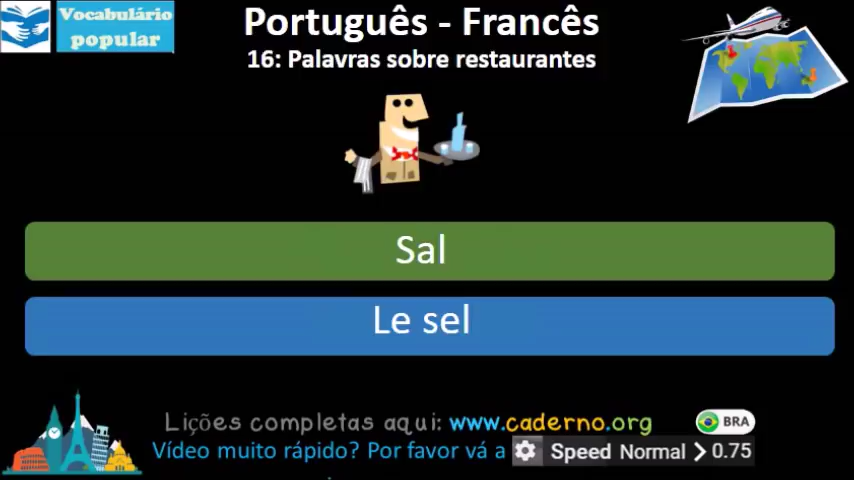 Vocabulário
popular
Português - Francês
16: Palavras sobre restaurantes
Sal
Le sel
Lições completas aqui: www.caderno.org
BRA
Vídeo muito rápido? Por favor vá a Speed Normal > 0.75